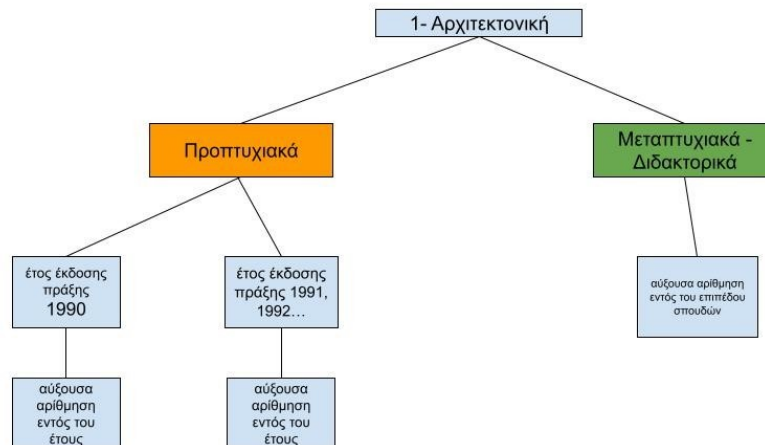 1- Αρχιτεκτονική
Προπτυχιακά
Μεταπτυχιακά -
Διδακτορικά
έτος έκδοσης
πράξης
1990
έτος έκδοσης
πράξης 1991,
1992…
αύξουσα αρίθμηση
εντός του επιπέδου
σπουδών
αύξουσα
αρίθμηση
εντός του
έτους
αύξουσα
αρίθμηση
εντός του
έτους